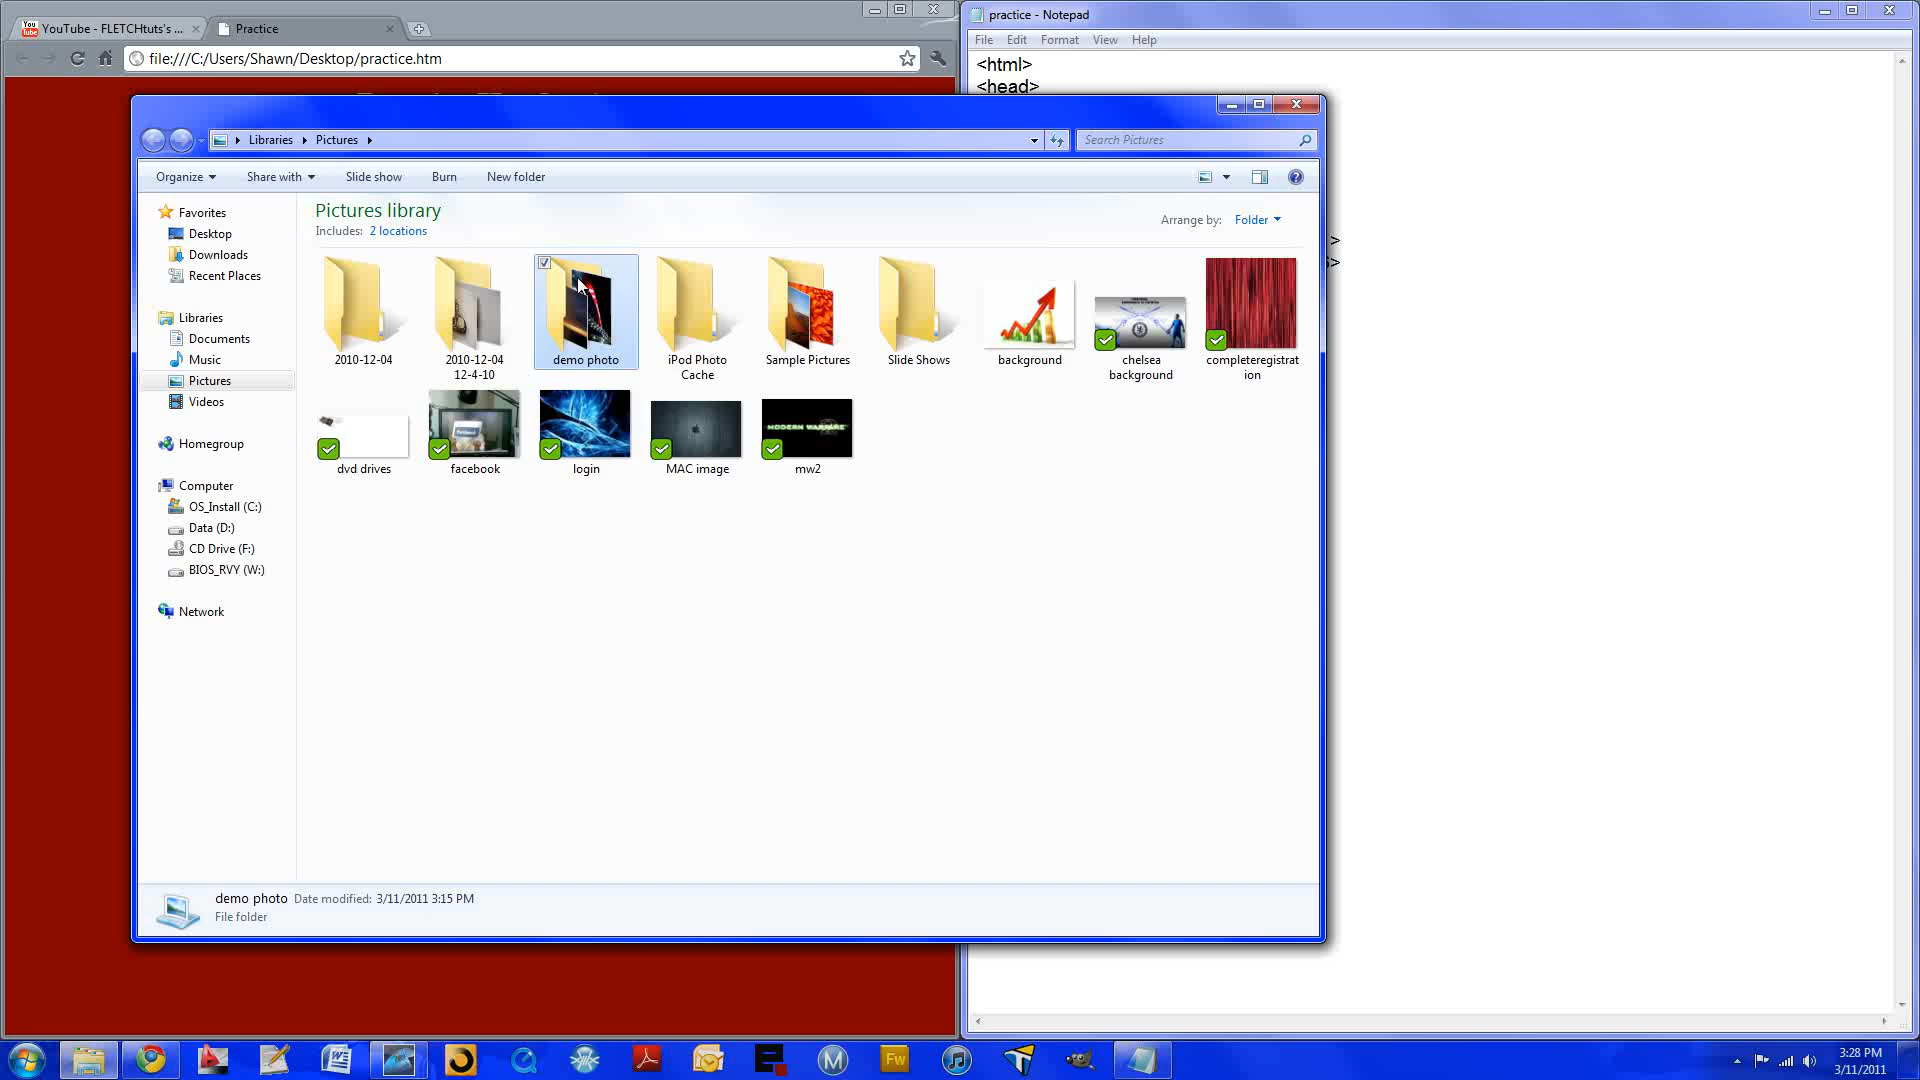 YouTube - FLETCHtuts's ...
Practice
file:///C:/Users/Shawn/Desktop/practice.htm
practice - Notepad
File Edit Format View Help
<html>
<head>
Libraries Pictures
Search Pictures
Organize Share with Slide show Burn New folder
Pictures library
Includes: 2 locations
Arrange by: Folder
Favorites
Desktop
Downloads
Recent Places
Libraries
Documents
Music
Pictures
Videos
Homegroup
Computer
OS_Install (C:)
Data (D:)
CD Drive (F:)
BIOS_RVY (W:)
Network
2010-12-04
2010-12-04
12-4-10
demo photo
iPod Photo
Cache
Sample Pictures
Slide Shows
background
chelsea
background
completeregistrat
ion
MODERN WARFARE
dvd drives
facebook
login
MAC image
mw2
>
>
demo photo Date modified: 3/11/2011 3:15 PM
File folder
Fw
3:28 PM
3/11/2011